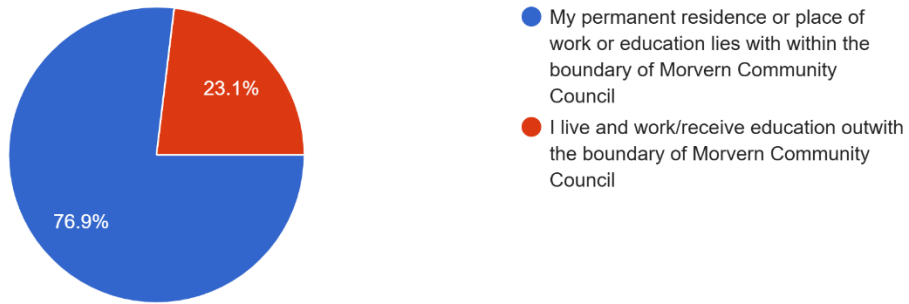 23.1%
76.9%
My permanent residence or place of
work or education lies with within the
boundary of Morvern Community
Council
I live and work/receive education outwith
the boundary of Morvern Community
Council